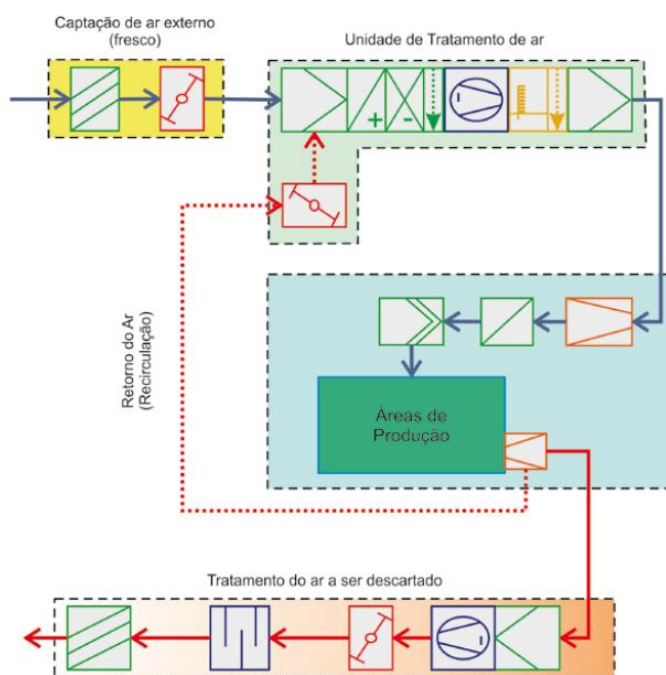 Captação de ar externo
(fresco)
Unidade de Tratamento de ar
+
-
Retorno do Ar
(Recirculação)
Áreas de
Produção
Tratamento do ar a ser descartado